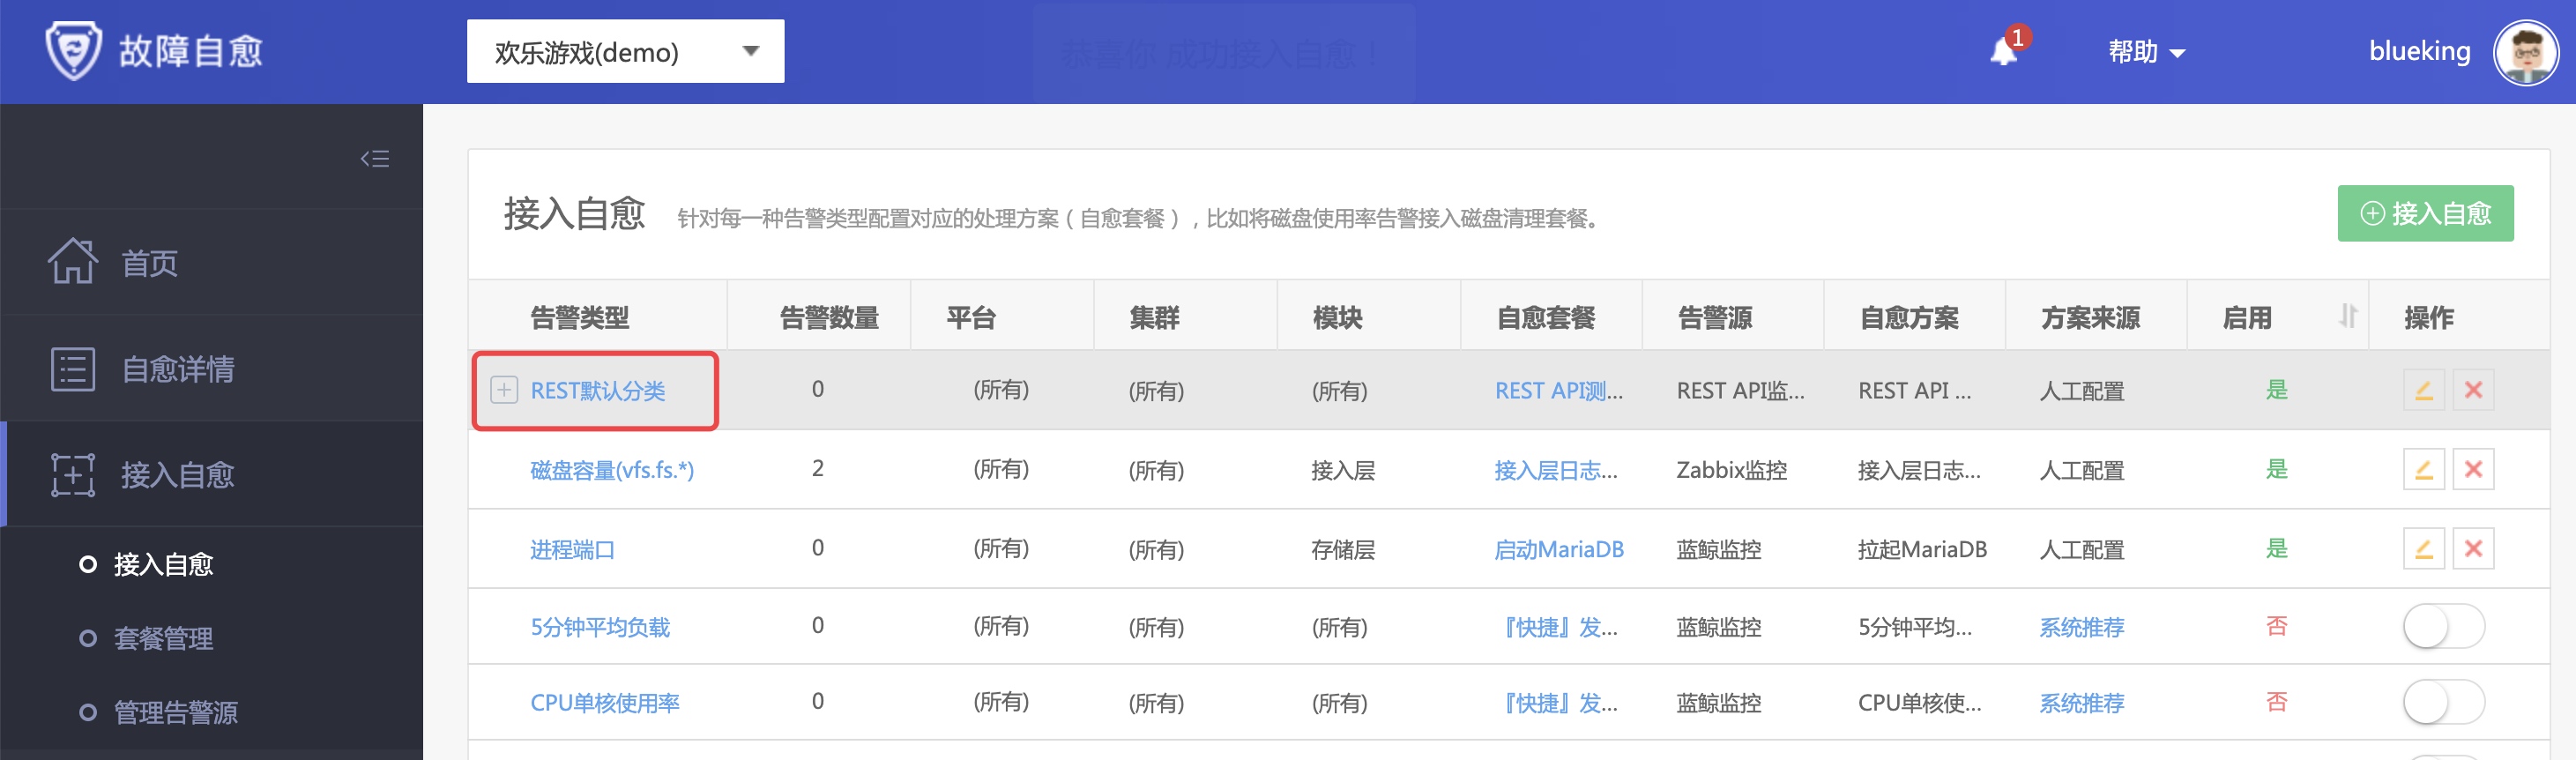 故障自愈
欢乐游戏(demo)
恭喜你 成功接入自愈！
1
帮助
blueking
首页
自愈详情
接入自愈
接入自愈
套餐管理
管理告警源
接入自愈 针对每一种告警类型配置对应的处理方案（自愈套餐），比如将磁盘使用率告警接入磁盘清理套餐。
接入自愈
告警类型 告警数量 平台 集群 模块 自愈套餐 告警源 自愈方案 方案来源 启用 操作
REST默认分类 0 (所有) (所有) (所有) REST API测... REST API监... REST API ... 人工配置 是
磁盘容量(vfs.fs.*) 2 (所有) (所有) 接入层 接入层日志... Zabbix监控 接入层日志... 人工配置 是
进程端口 0 (所有) (所有) 存储层 启动MariaDB 蓝鲸监控 拉起MariaDB 人工配置 是
5分钟平均负载 0 (所有) (所有) (所有) 『快捷』发... 蓝鲸监控 5分钟平均... 系统推荐 否
CPU单核使用率 0 (所有) (所有) (所有) 『快捷』发... 蓝鲸监控 CPU单核使... 系统推荐 否